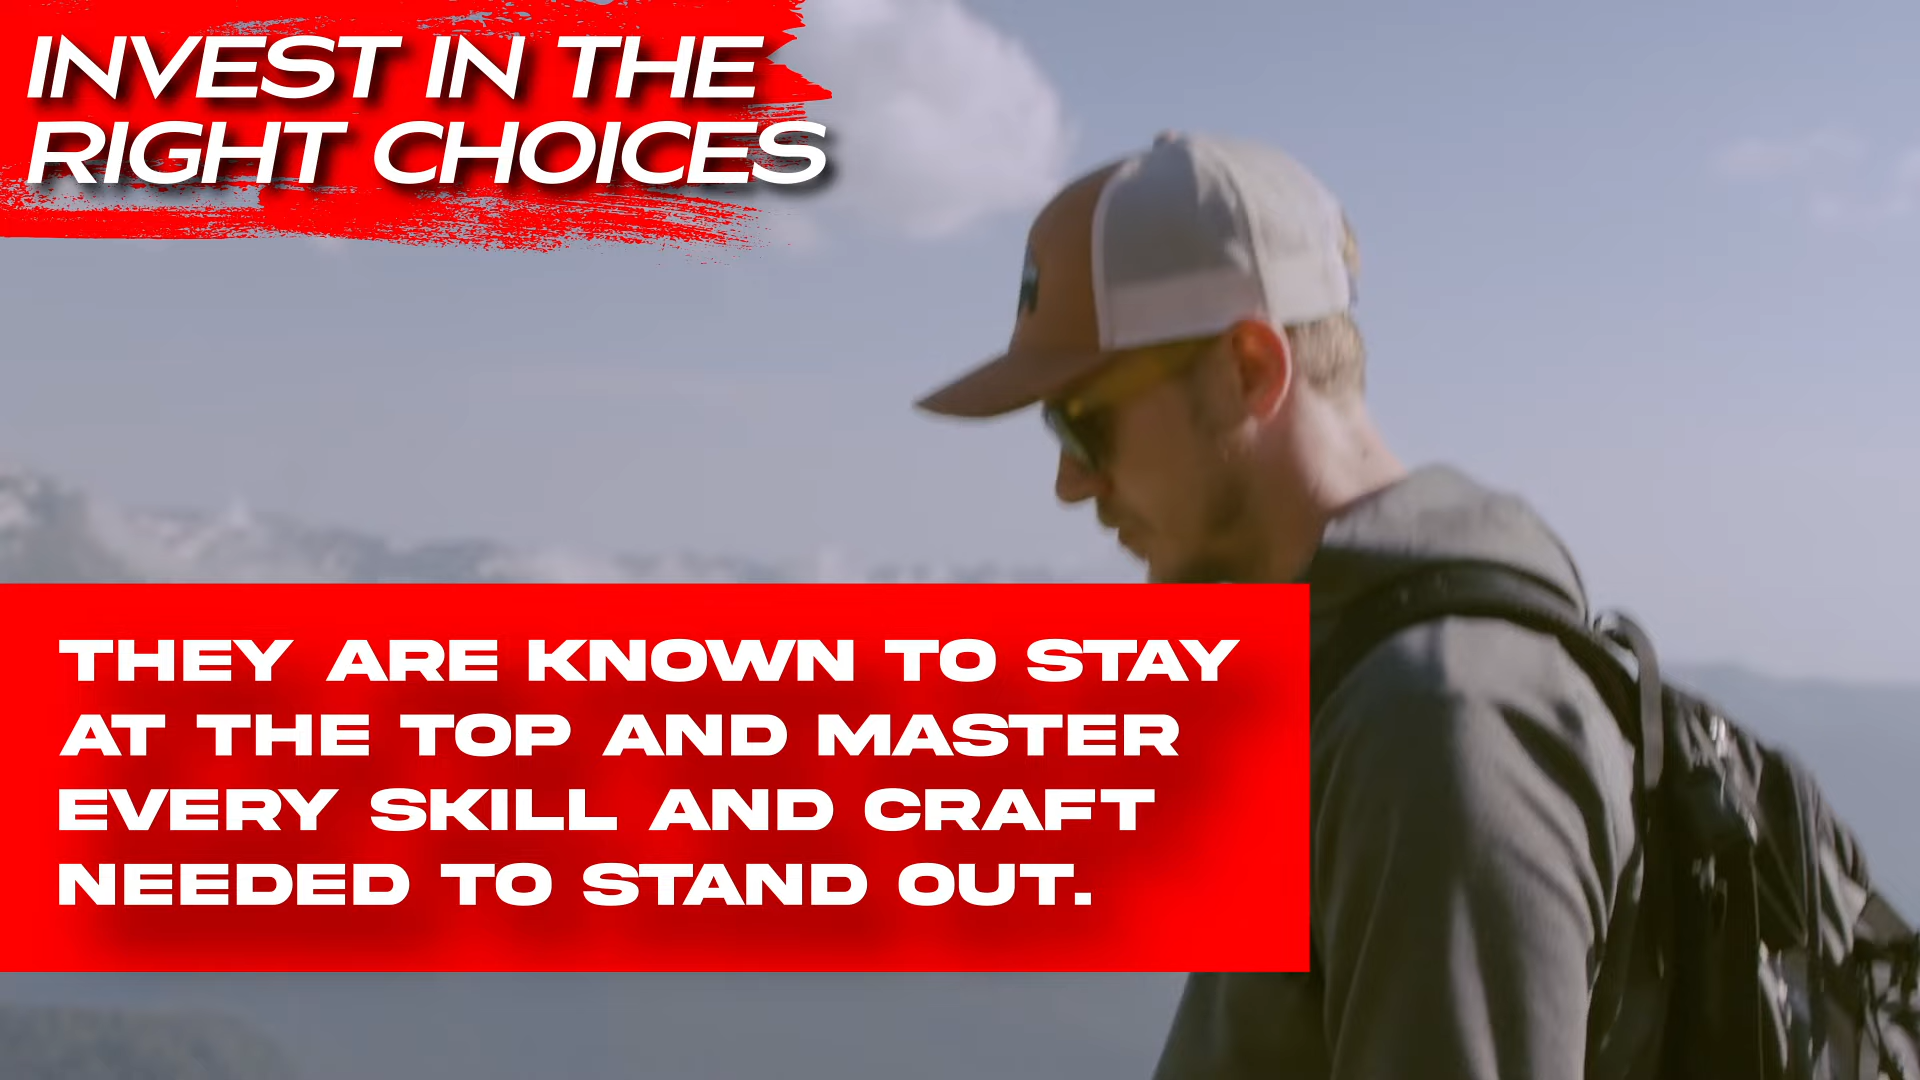 INVEST IN THE
RIGHT CHOICES
THEY ARE KNOWN TO STAY
AT THE TOP AND MASTER
EVERY SKILL AND CRAFT
NEEDED TO STAND OUT.